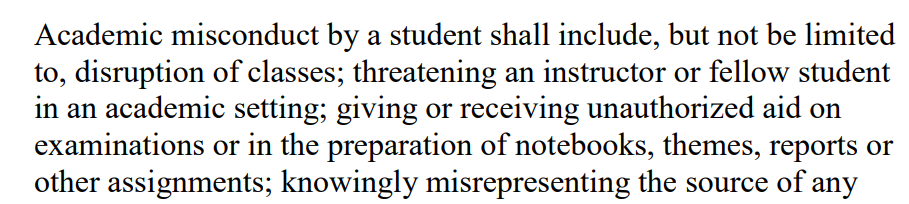 Academic misconduct by a student shall include, but not be limited
to, disruption of classes; threatening an instructor or fellow student
in an academic setting; giving or receiving unauthorized aid on
examinations or in the preparation of notebooks, themes, reports or
other assignments; knowingly misrepresenting the source of any